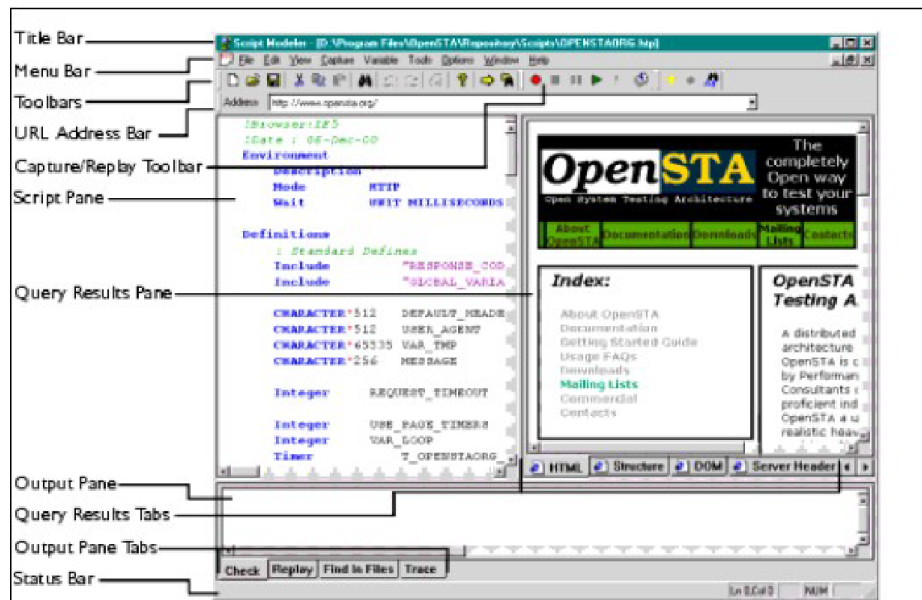 Title Bar
Menu Bar
Toolbars
URL Address Bar
Capture/Replay Toolbar
Script Pane
Query Results Pane
Output Pane
Query Results Tabs
Output Pane Tabs
Status Bar
Script Modeler - [D:\Program Files\OpenSTA\Repository\Scripts\OPENSTAORG.htp]
File Edit View Capture Variable Tools Options Window Help
Address http://www.opensta.org/
!Browser:IE5
!Date : 06-Dec-00
Environment
Description ""
Mode HTTP
Wait UNIT MILLISECONDS
Definitions
! Standard Defines
Include "RESPONSE_COD
Include "GLOBAL_VARIA
CHARACTER*512 DEFAULT_HEADE
CHARACTER*512 USER_AGENT
CHARACTER*65535 VAR_TMP
CHARACTER*256 MESSAGE
Integer REQUEST_TIMEOUT
Integer USE_PAGE_TIMERS
Integer VAR_LOOP
Timer T_OPENSTAORG
OpenSTA
Open System Testing Architecture
The completely Open way to test your systems
About OpenSTA Documentation Downloads Mailing Lists Contacts
Index:
About OpenSTA
Documentation
Getting Started Guide
Usage FAQs
Downloads
Mailing Lists
Commercial
Contacts
OpenSTA
Testing A
A distributed
architecture
OpenSTA is c
by Performan
Consultants
proficient ind
OpenSTA a u
realistic heav
HTML Structure DOM Server Header
Check Replay Find In Files Trace
Ln 0,Col 0 NUM